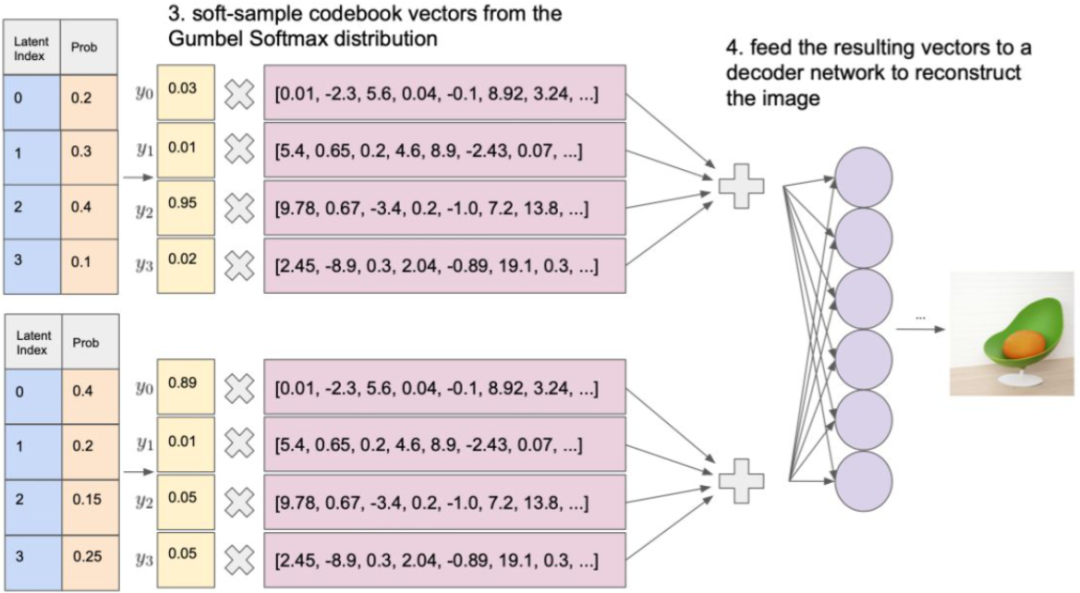 3. soft-sample codebook vectors from the
Gumbel Softmax distribution
4. feed the resulting vectors to a
decoder network to reconstruct
the image
Latent
Index
Prob
0 0.2
1 0.3
2 0.4
3 0.1
y0 0.03 [0.01, -2.3, 5.6, 0.04, -0.1, 8.92, 3.24, ...]
y1 0.01 [5.4, 0.65, 0.2, 4.6, 8.9, -2.43, 0.07, ...]
y2 0.95 [9.78, 0.67, -3.4, 0.2, -1.0, 7.2, 13.8, ...]
y3 0.02 [2.45, -8.9, 0.3, 2.04, -0.89, 19.1, 0.3, ...]
...
Latent
Index
Prob
0 0.4
1 0.2
2 0.15
3 0.25
y0 0.89 [0.01, -2.3, 5.6, 0.04, -0.1, 8.92, 3.24, ...]
y1 0.01 [5.4, 0.65, 0.2, 4.6, 8.9, -2.43, 0.07, ...]
y2 0.05 [9.78, 0.67, -3.4, 0.2, -1.0, 7.2, 13.8, ...]
y3 0.05 [2.45, -8.9, 0.3, 2.04, -0.89, 19.1, 0.3, ...]